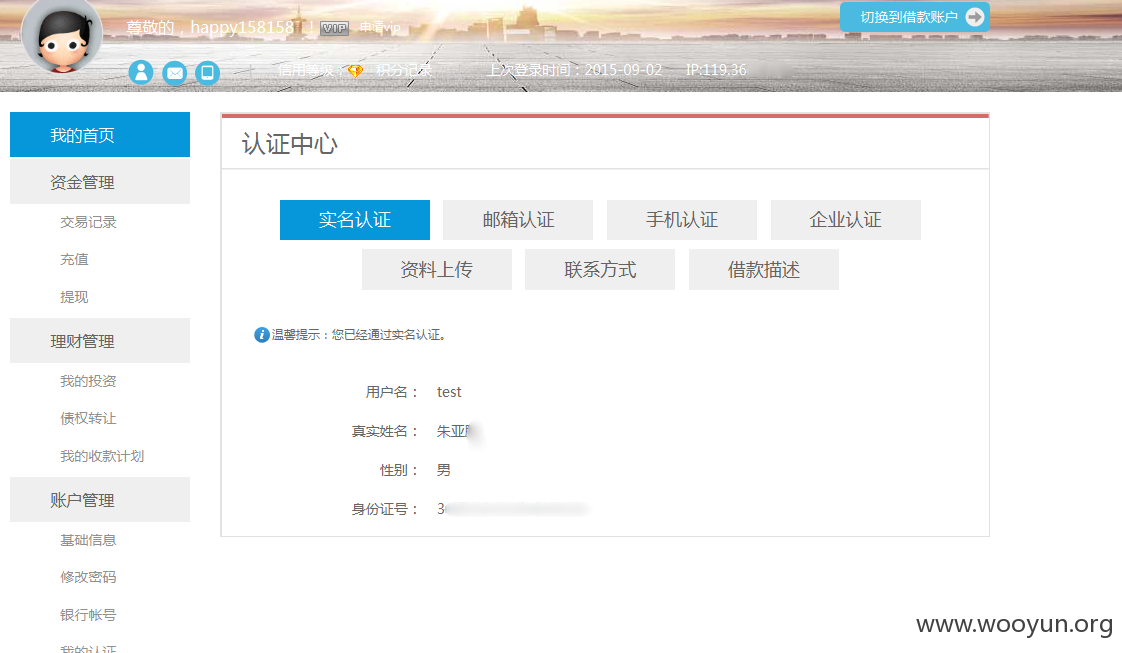 尊敬的，happy158158 ！ VIP 申请vip
切换到借款账户
信用等级： 积分记录 上次登录时间：2015-09-02 IP:119.36
我的首页
资金管理
交易记录
充值
提现
理财管理
我的投资
债权转让
我的收款计划
账户管理
基础信息
修改密码
银行帐号
我的认证
认证中心
实名认证 邮箱认证 手机认证 企业认证
资料上传 联系方式 借款描述
温馨提示：您已经通过实名认证。
用户名： test
真实姓名： 朱亚
性别： 男
身份证号： 3
www.wooyun.org